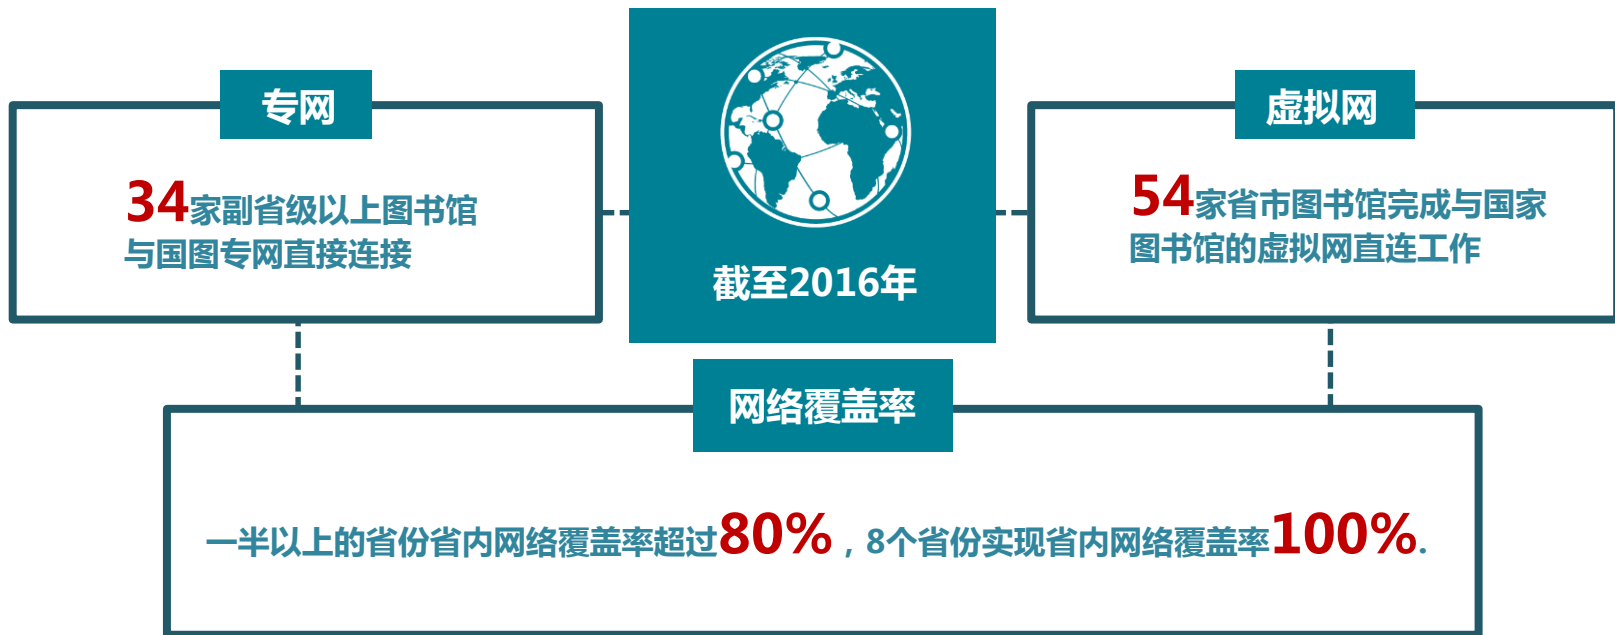 专网
34家副省级以上图书馆
与国图专网直接连接
截至2016年
虚拟网
54家省市图书馆完成与国家
图书馆的虚拟网直连工作
网络覆盖率
一半以上的省份省内网络覆盖率超过80%，8个省份实现省内网络覆盖率100%.